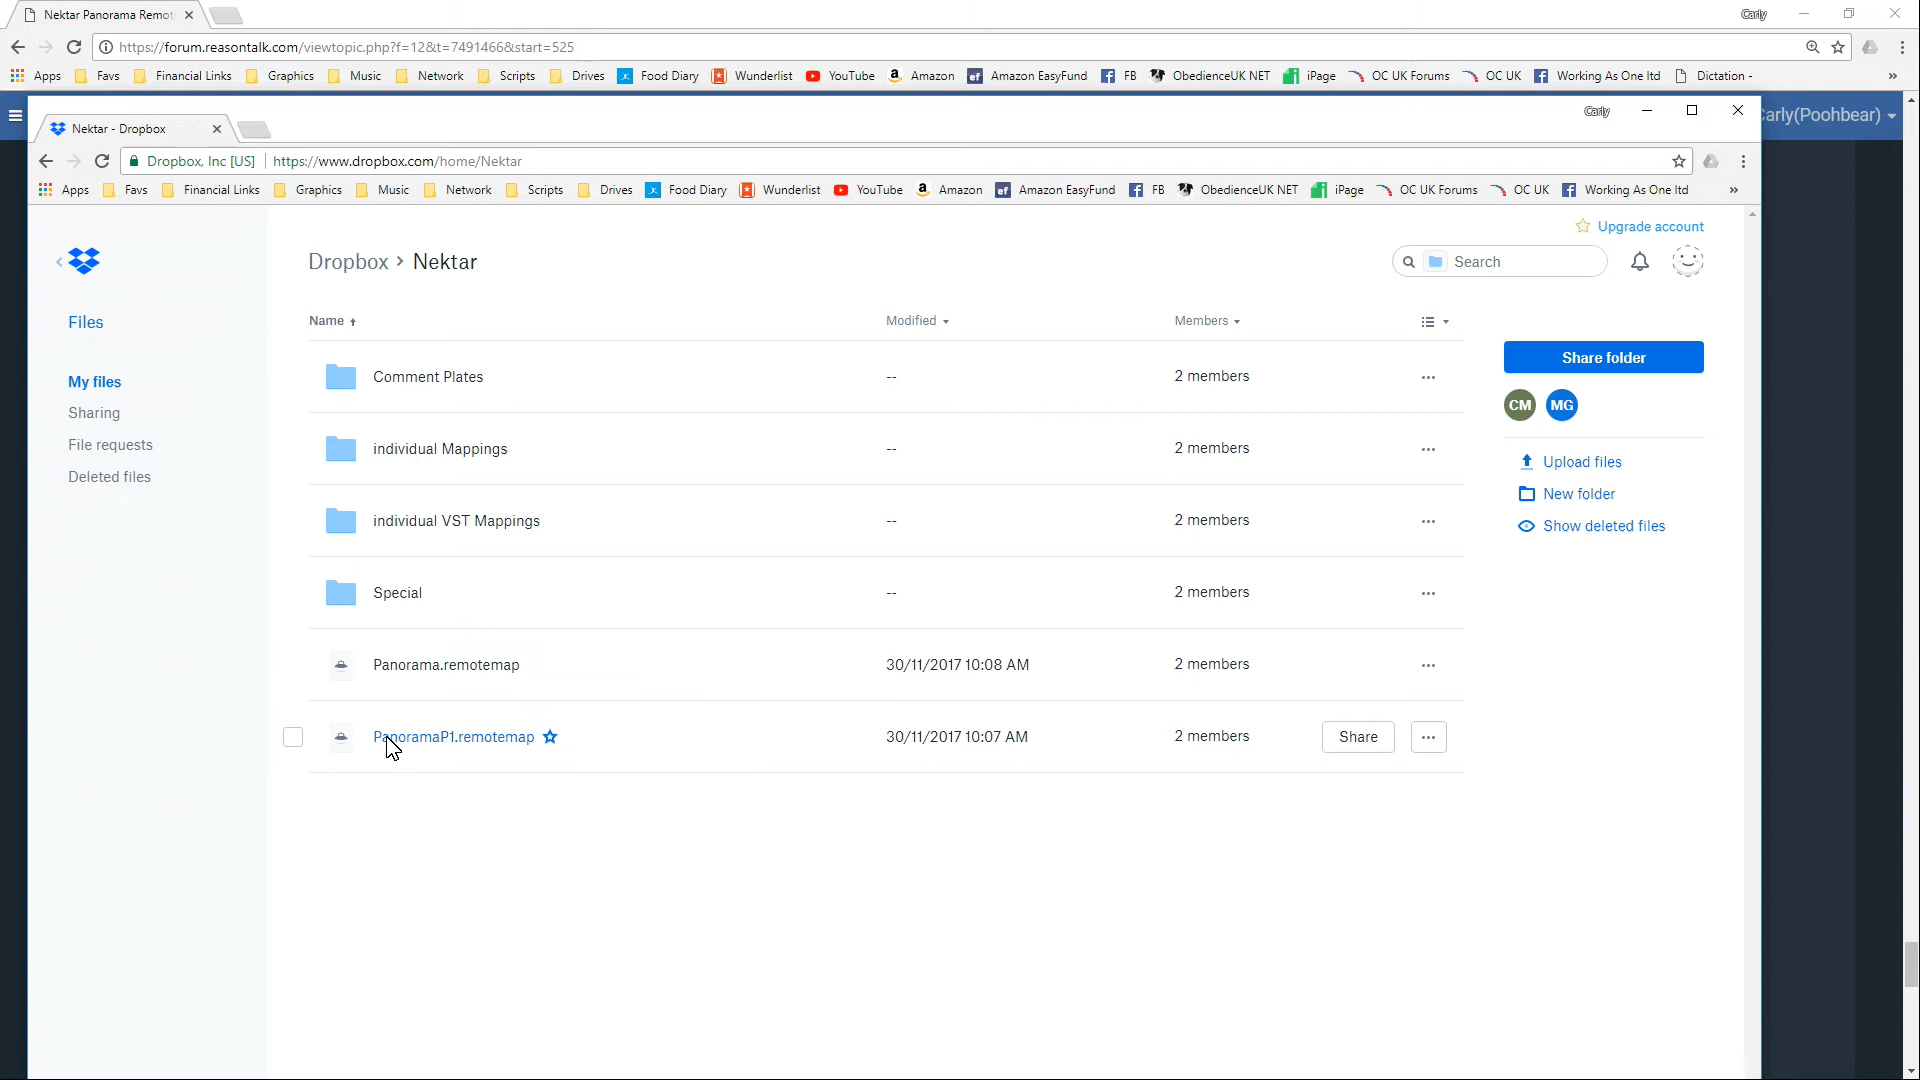 Nektar Panorama Remot
Carly
https://forum.reasontalk.com/viewtopic.php?f=12&t=7491466&start=525
Apps Favs Financial Links Graphics Music Network Scripts Drives Food Diary Wunderlist YouTube Amazon Amazon EasyFund FB ObedienceUK NET iPage OC UK Forums OC UK Working As One ltd Dictation - »
Carly
arly(Poohbear)
Nektar - Dropbox
Dropbox, Inc [US] https://www.dropbox.com/home/Nektar
Apps Favs Financial Links Graphics Music Network Scripts Drives Food Diary Wunderlist YouTube Amazon Amazon EasyFund FB ObedienceUK NET iPage OC UK Forums OC UK Working As One ltd »
Upgrade account
Dropbox › Nektar
Search
Files
Name Modified Members
Share folder
My files
Comment Plates -- 2 members
Sharing
CM MG
File requests
individual Mappings -- 2 members
Upload files
Deleted files
New folder
individual VST Mappings -- 2 members
Show deleted files
Special -- 2 members
Panorama.remotemap 30/11/2017 10:08 AM 2 members
PanoramaP1.remotemap 30/11/2017 10:07 AM 2 members Share